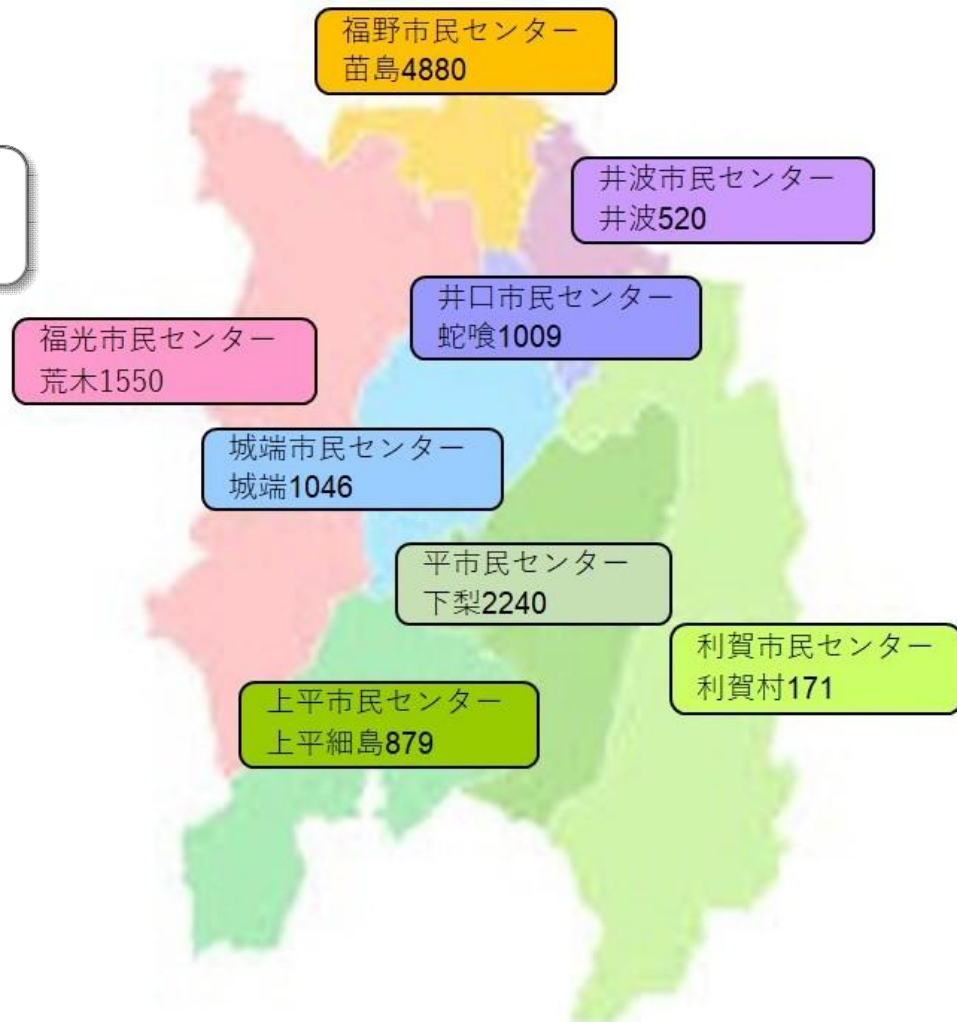 福野市民センター
苗島4880
井波市民センター
井波520
井口市民センター
蛇喰1009
福光市民センター
荒木1550
城端市民センター
城端1046
平市民センター
下梨2240
利賀市民センター
利賀村171
上平市民センター
上平細島879